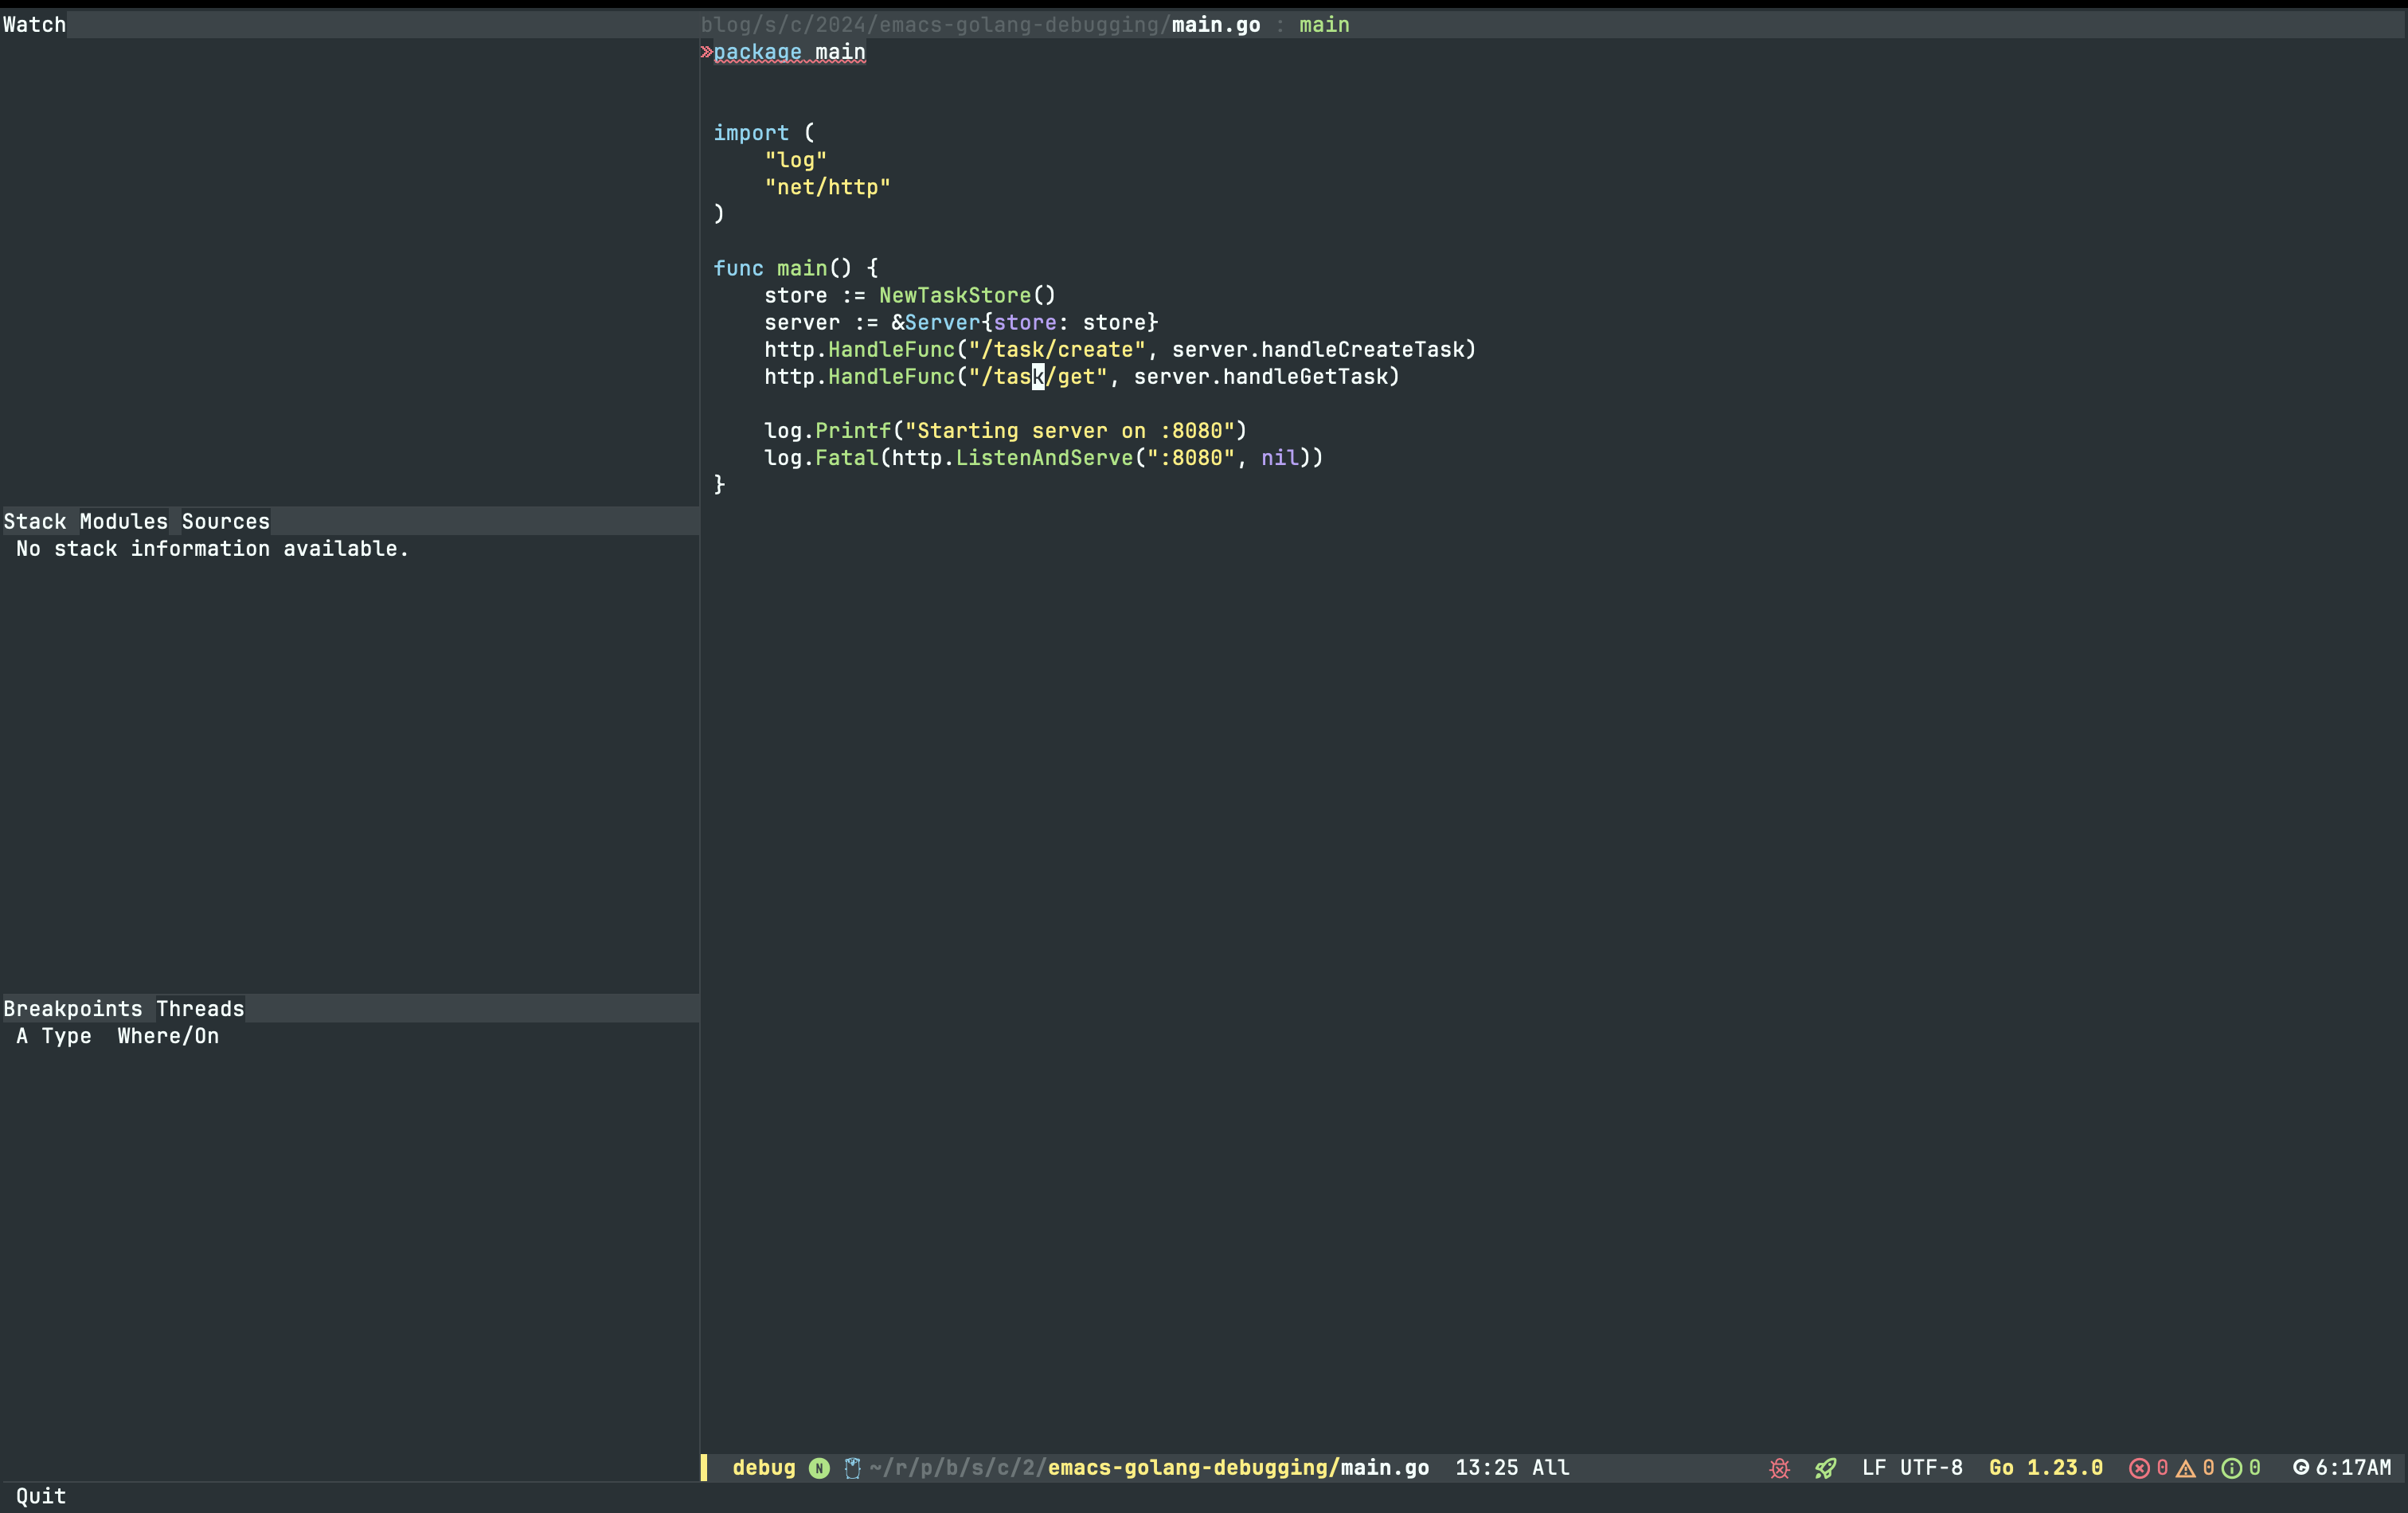 Watch
Stack Modules Sources
No stack information available.
Breakpoints Threads
A Type  Where/On
blog/s/c/2024/emacs-golang-debugging/main.go : main
»package main
import (
    "log"
    "net/http"
)
func main() {
    store := NewTaskStore()
    server := &Server{store: store}
    http.HandleFunc("/task/create", server.handleCreateTask)
    http.HandleFunc("/task/get", server.handleGetTask)
    log.Printf("Starting server on :8080")
    log.Fatal(http.ListenAndServe(":8080", nil))
}
debug N ~/r/p/b/s/c/2/emacs-golang-debugging/main.go  13:25 All  LF UTF-8  Go 1.23.0  0 0 0  6:17AM
Quit